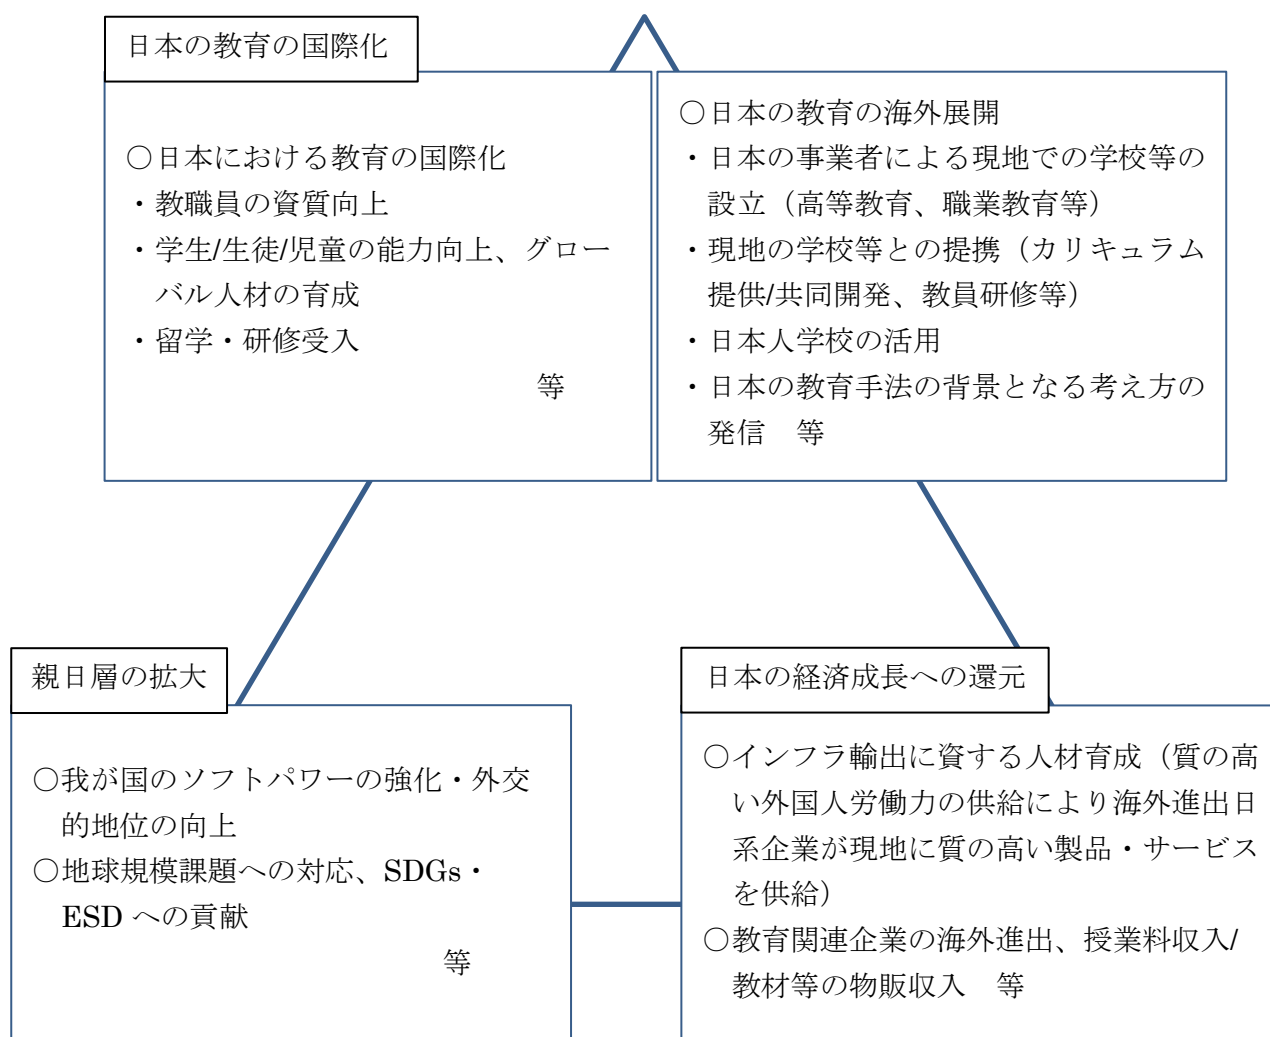 日本の教育の国際化
○日本における教育の国際化
・教職員の資質向上
・学生/生徒/児童の能力向上、グロー
バル人材の育成
・留学・研修受入
等
○日本の教育の海外展開
・日本の事業者による現地での学校等の
設立（高等教育、職業教育等）
・現地の学校等との提携（カリキュラム
提供/共同開発、教員研修等）
・日本人学校の活用
・日本の教育手法の背景となる考え方の
発信　等
親日層の拡大
○我が国のソフトパワーの強化・外交
的地位の向上
○地球規模課題への対応、SDGs・
ESD への貢献
等
日本の経済成長への還元
○インフラ輸出に資する人材育成（質の高
い外国人労働力の供給により海外進出日
系企業が現地に質の高い製品・サービス
を供給）
○教育関連企業の海外進出、授業料収入/
教材等の物販収入　等